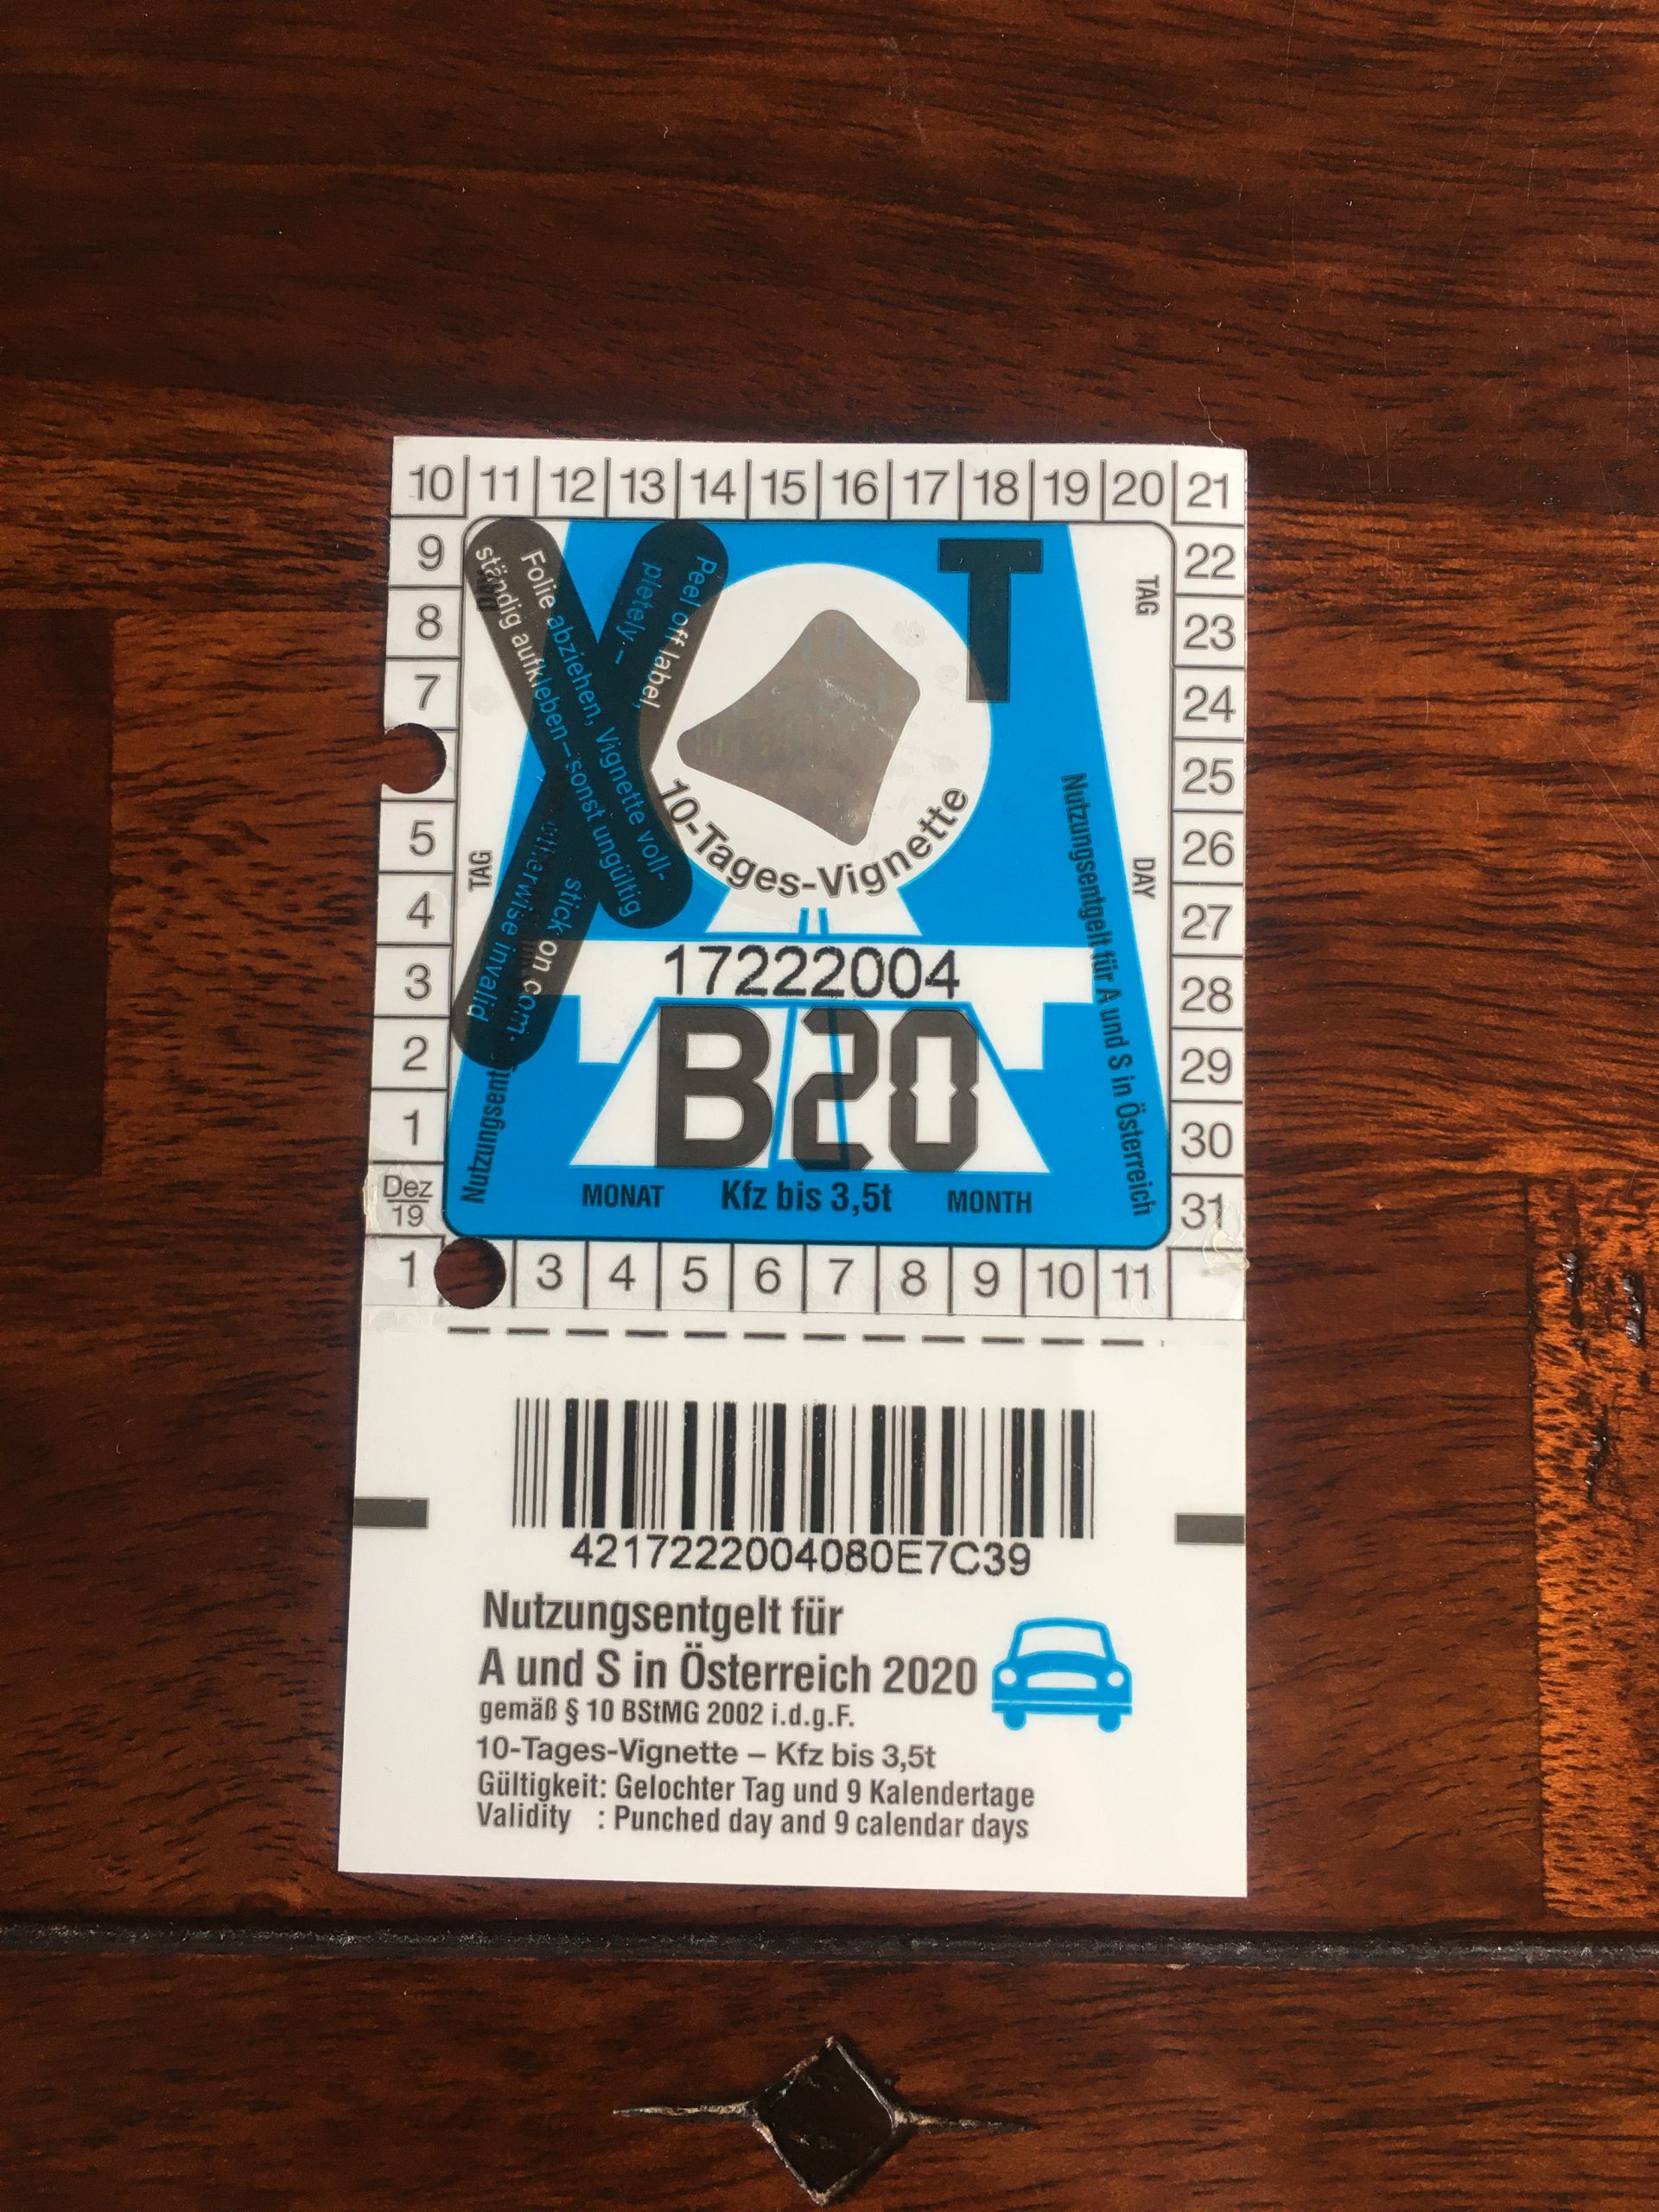 10 11 12 13 14 15 16 17 18 19 20 21
9
8
7
5
4
3
2
1
Dez
19
22
23
24
25
26
27
28
29
30
31
1 3 4 5 6 7 8 9 10 11
TAG
TAG
DAY
T
Folie abziehen, Vignette voll-
ständig aufkleben – sonst ungültig
Peel off label,
stick on com-
pletely – otherwise invalid
10-Tages-Vignette
17222004
B20
MONAT Kfz bis 3,5t MONTH
Nutzungsent
Nutzungsentgelt für A und S in Österreich
4217222004080E7C39
Nutzungsentgelt für
A und S in Österreich 2020
gemäß § 10 BStMG 2002 i.d.g.F.
10-Tages-Vignette – Kfz bis 3,5t
Gültigkeit: Gelochter Tag und 9 Kalendertage
Validity : Punched day and 9 calendar days